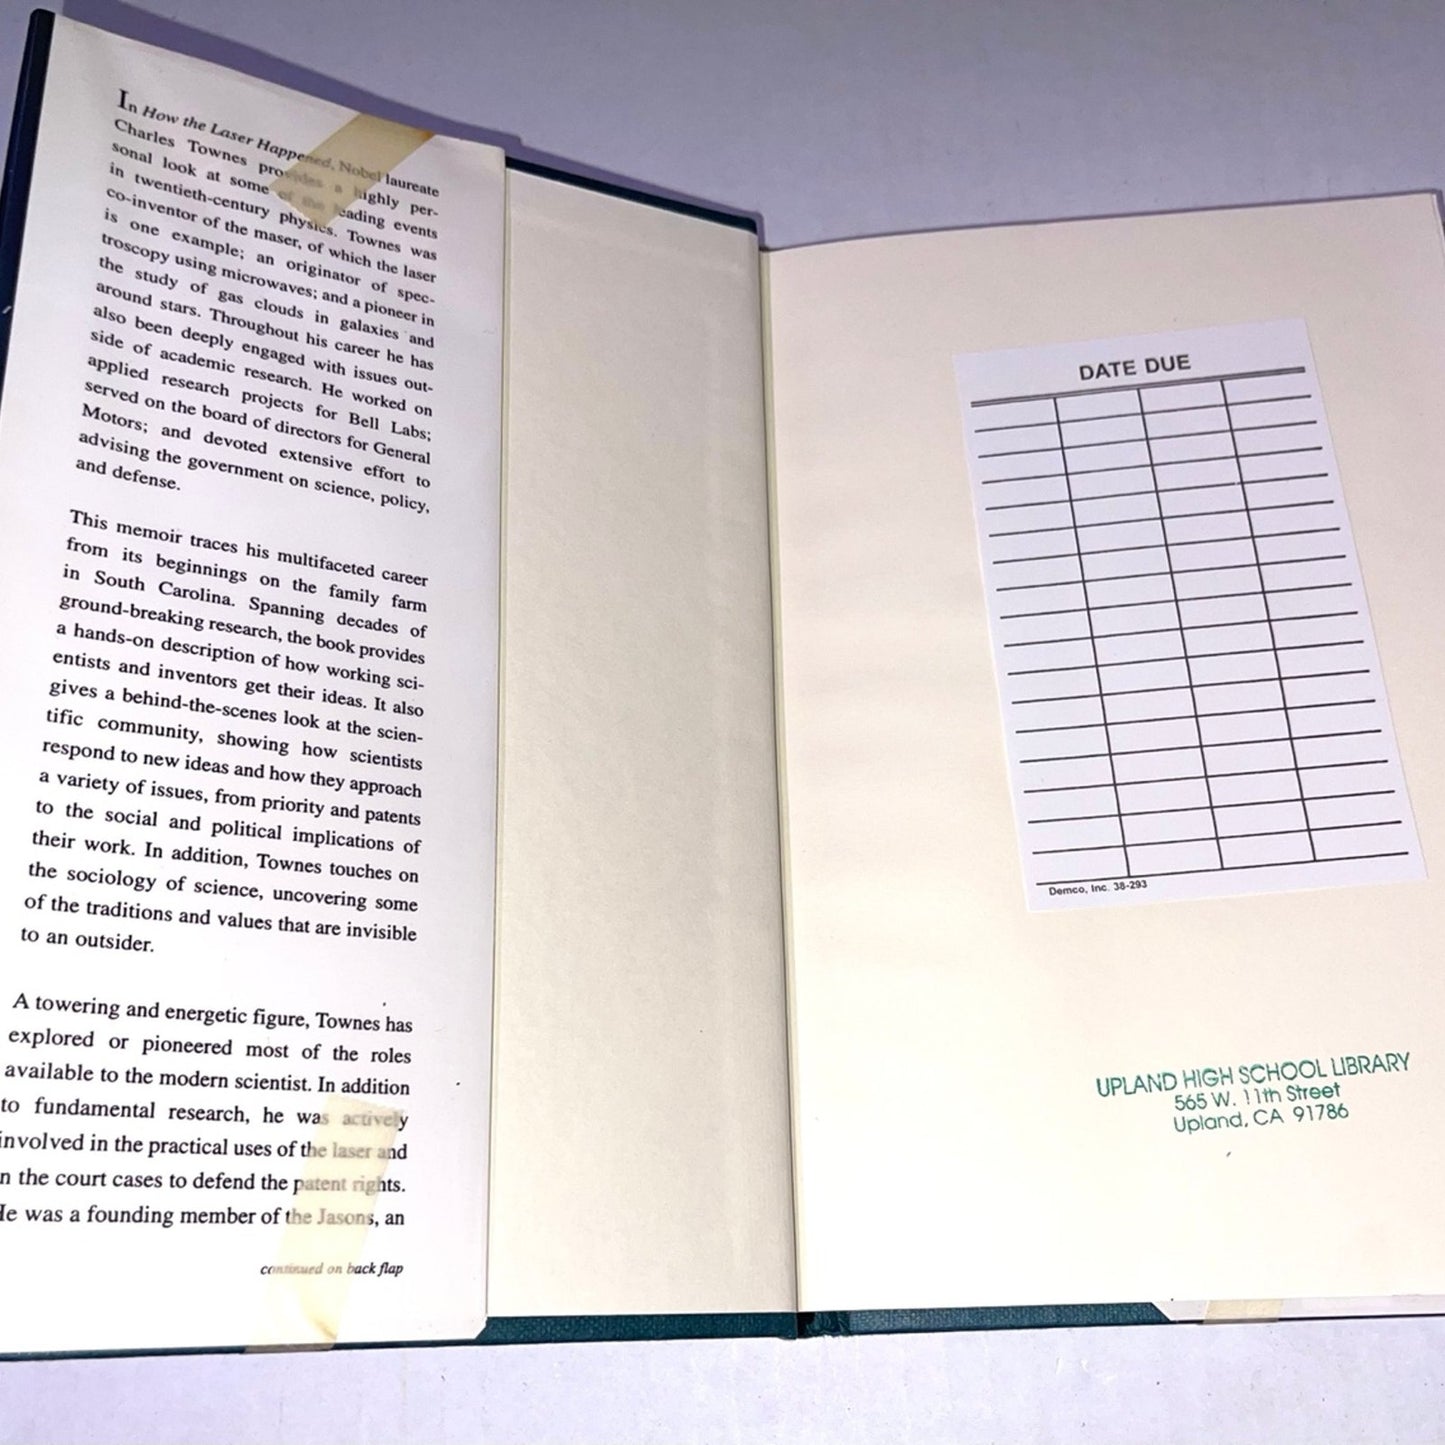 In How the Laser Happened, Nobel laureate
Charles Townes provides a highly per-
sonal look at some of the leading events
in twentieth-century physics. Townes was
co-inventor of the maser, of which the laser
is one example; an originator of spec-
troscopy using microwaves; and a pioneer in
the study of gas clouds in galaxies and
around stars. Throughout his career he has
also been deeply engaged with issues out-
side of academic research. He worked on
applied research projects for Bell Labs;
served on the board of directors for General
Motors; and devoted extensive effort to
advising the government on science, policy,
and defense.
This memoir traces his multifaceted career
from its beginnings on the family farm
in South Carolina. Spanning decades of
ground-breaking research, the book provides
a hands-on description of how working sci-
entists and inventors get their ideas. It also
gives a behind-the-scenes look at the scien-
tific community, showing how scientists
respond to new ideas and how they approach
a variety of issues, from priority and patents
to the social and political implications of
their work. In addition, Townes touches on
the sociology of science, uncovering some
of the traditions and values that are invisible
to an outsider.
A towering and energetic figure, Townes has
explored or pioneered most of the roles
available to the modern scientist. In addition
to fundamental research, he was actively
involved in the practical uses of the laser and
n the court cases to defend the patent rights.
He was a founding member of the Jasons, an
continued on back flap
DATE DUE
Demco, Inc. 38-293
UPLAND HIGH SCHOOL LIBRARY
565 W. 11th Street
Upland, CA 91786